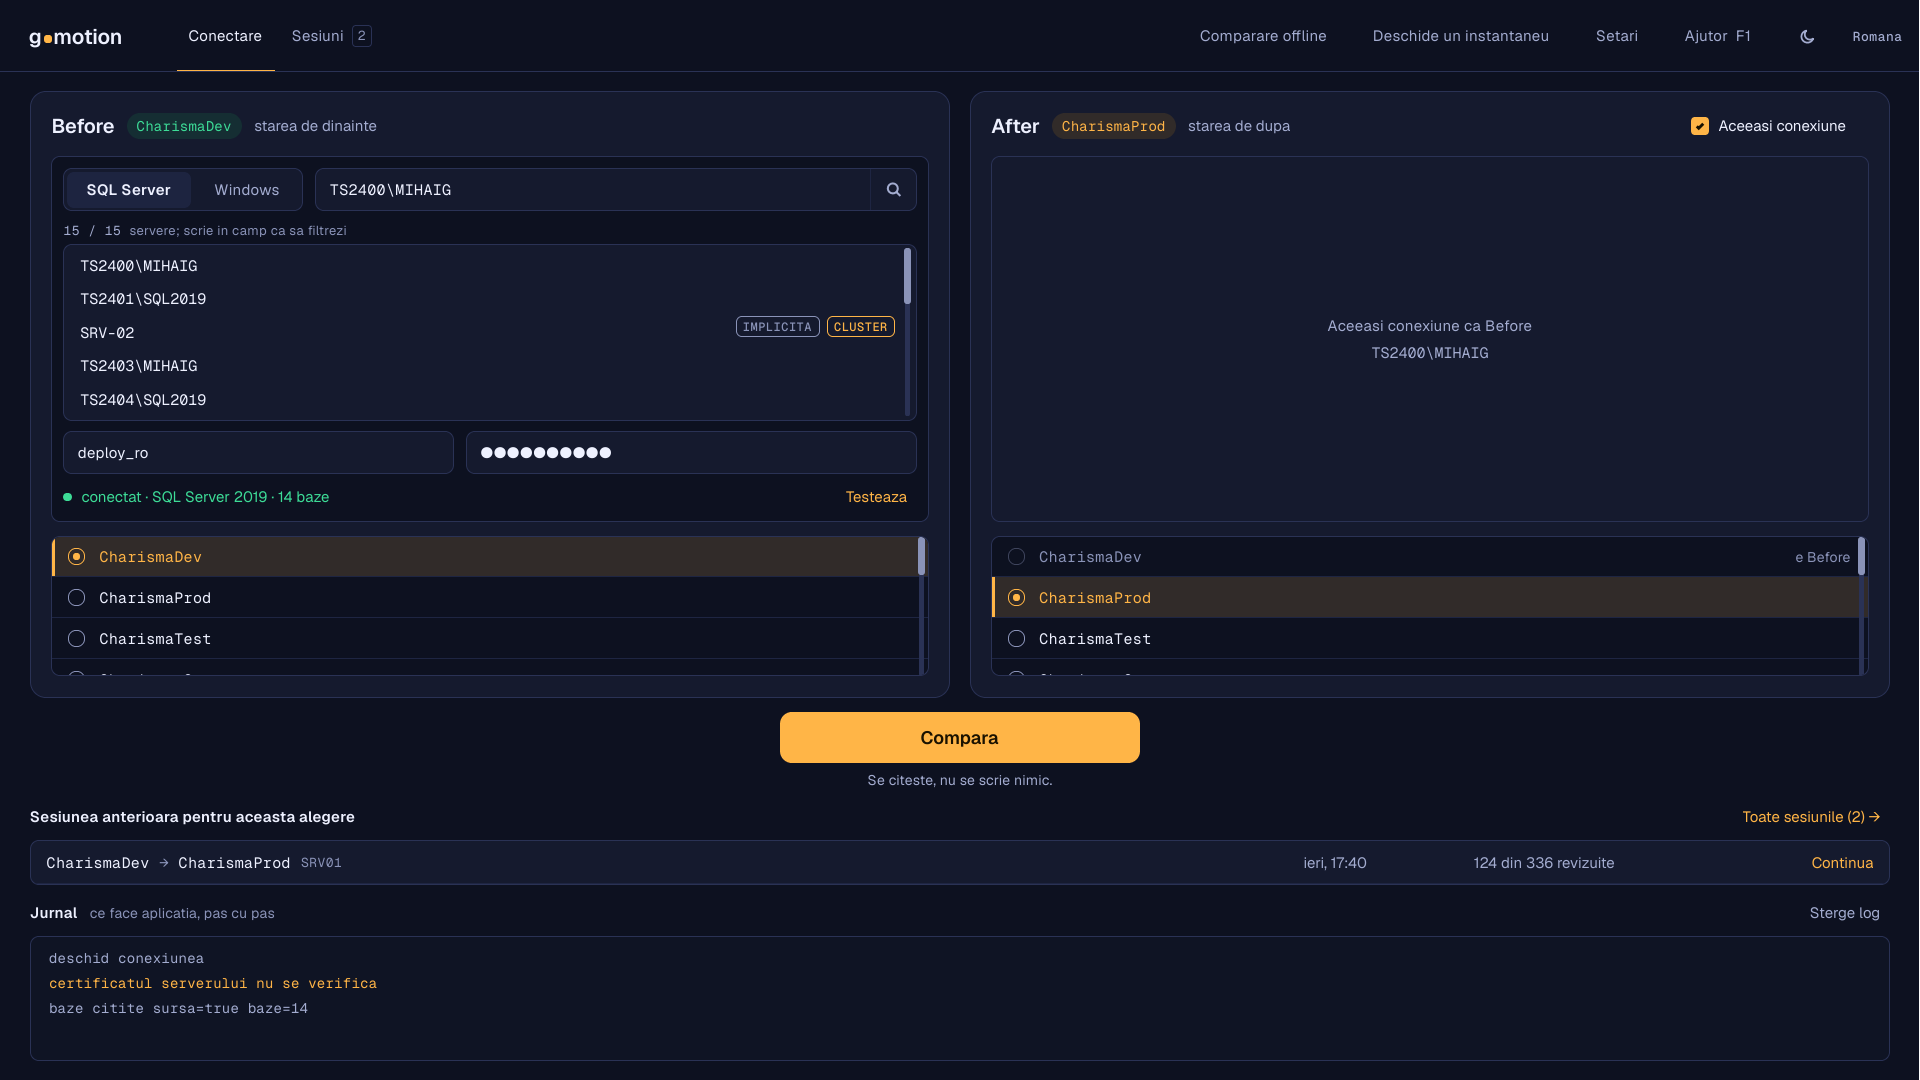 gomotion
Conectare
Sesiuni 2
Comparare offline
Deschide un instantaneu
Setari
Ajutor F1
Romana
Before CharismaDev starea de dinainte
SQL Server Windows TS2400\MIHAIG
15 / 15 servere; scrie in camp ca sa filtrezi
TS2400\MIHAIG
TS2401\SQL2019
SRV-02 IMPLICITA CLUSTER
TS2403\MIHAIG
TS2404\SQL2019
deploy_ro
conectat · SQL Server 2019 · 14 baze Testeaza
CharismaDev
CharismaProd
CharismaTest
After CharismaProd starea de dupa Aceeasi conexiune
Aceeasi conexiune ca Before
TS2400\MIHAIG
CharismaDev e Before
CharismaProd
CharismaTest
Compara
Se citeste, nu se scrie nimic.
Sesiunea anterioara pentru aceasta alegere Toate sesiunile (2) →
CharismaDev → CharismaProd SRV01 ieri, 17:40 124 din 336 revizuite Continua
Jurnal ce face aplicatia, pas cu pas Sterge log
deschid conexiunea
certificatul serverului nu se verifica
baze citite sursa=true baze=14